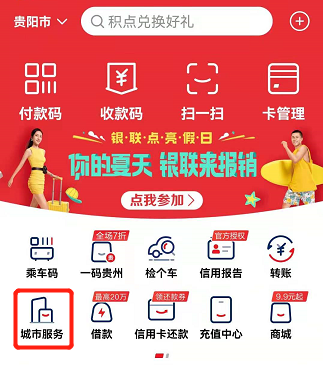 贵阳市
积点兑换好礼
付款码 收款码 扫一扫 卡管理
银·联·点·亮·假·日
你的夏天 银联来报销
点我参加 >
全场7折 官方授权
乘车码 一码贵州 检个车 信用报告 转账
最高20万 领还款券 9.9元起
城市服务 借款 信用卡还款 充值中心 商城